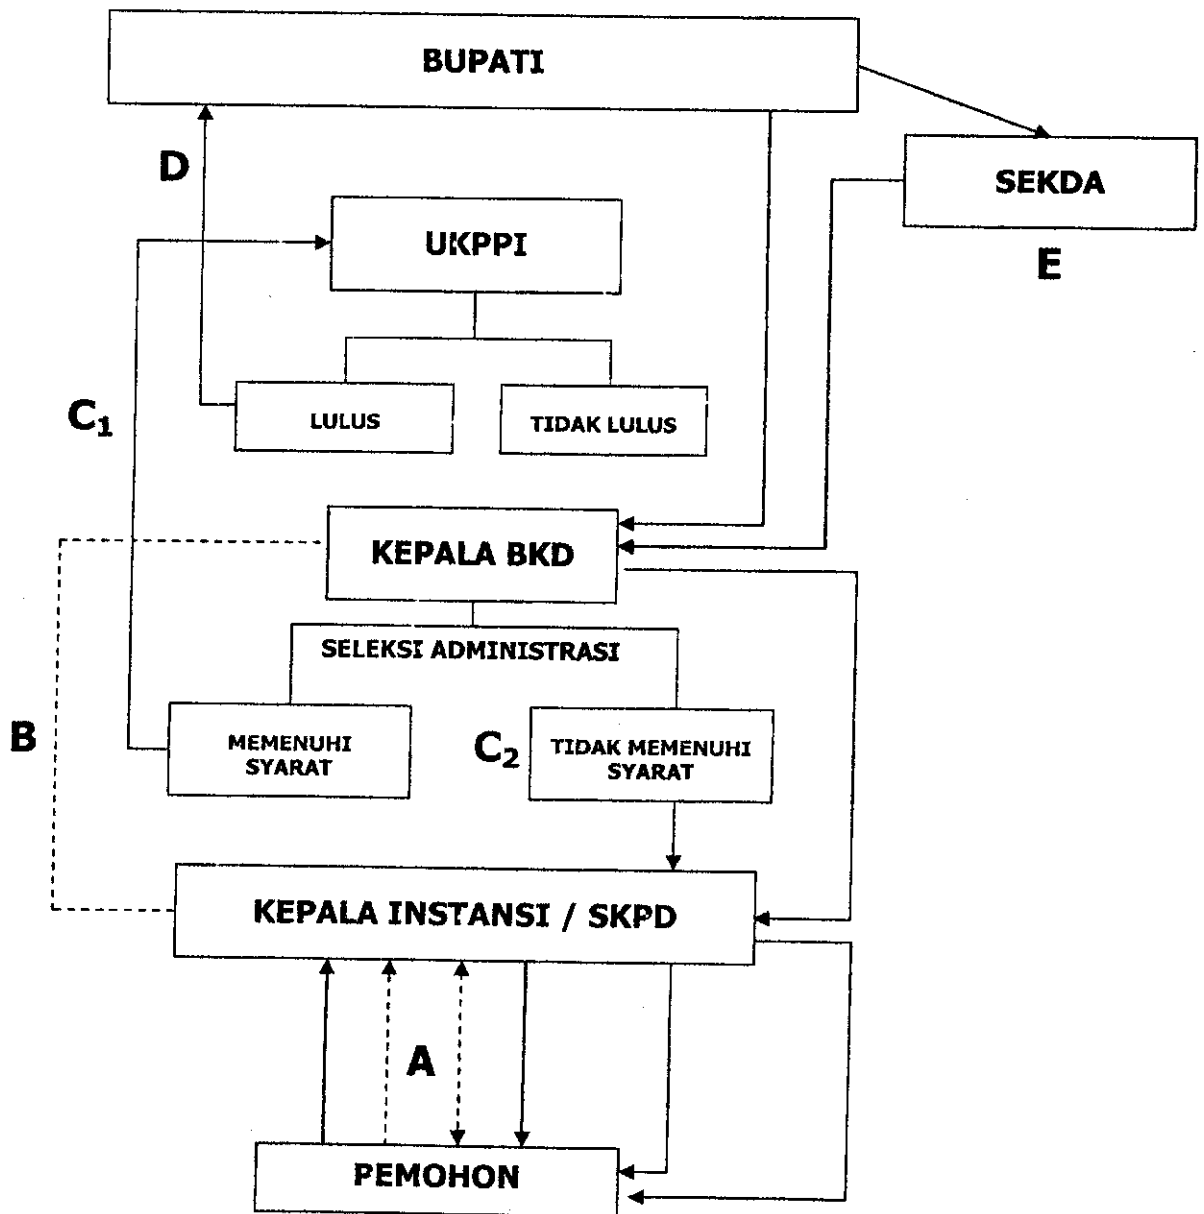 BUPATI
D
SEKDA
UKPPI
E
LULUS
TIDAK LULUS
C₁
KEPALA BKD
SELEKSI ADMINISTRASI
B
MEMENUHI
SYARAT
C₂
TIDAK MEMENUHI
SYARAT
KEPALA INSTANSI / SKPD
A
PEMOHON